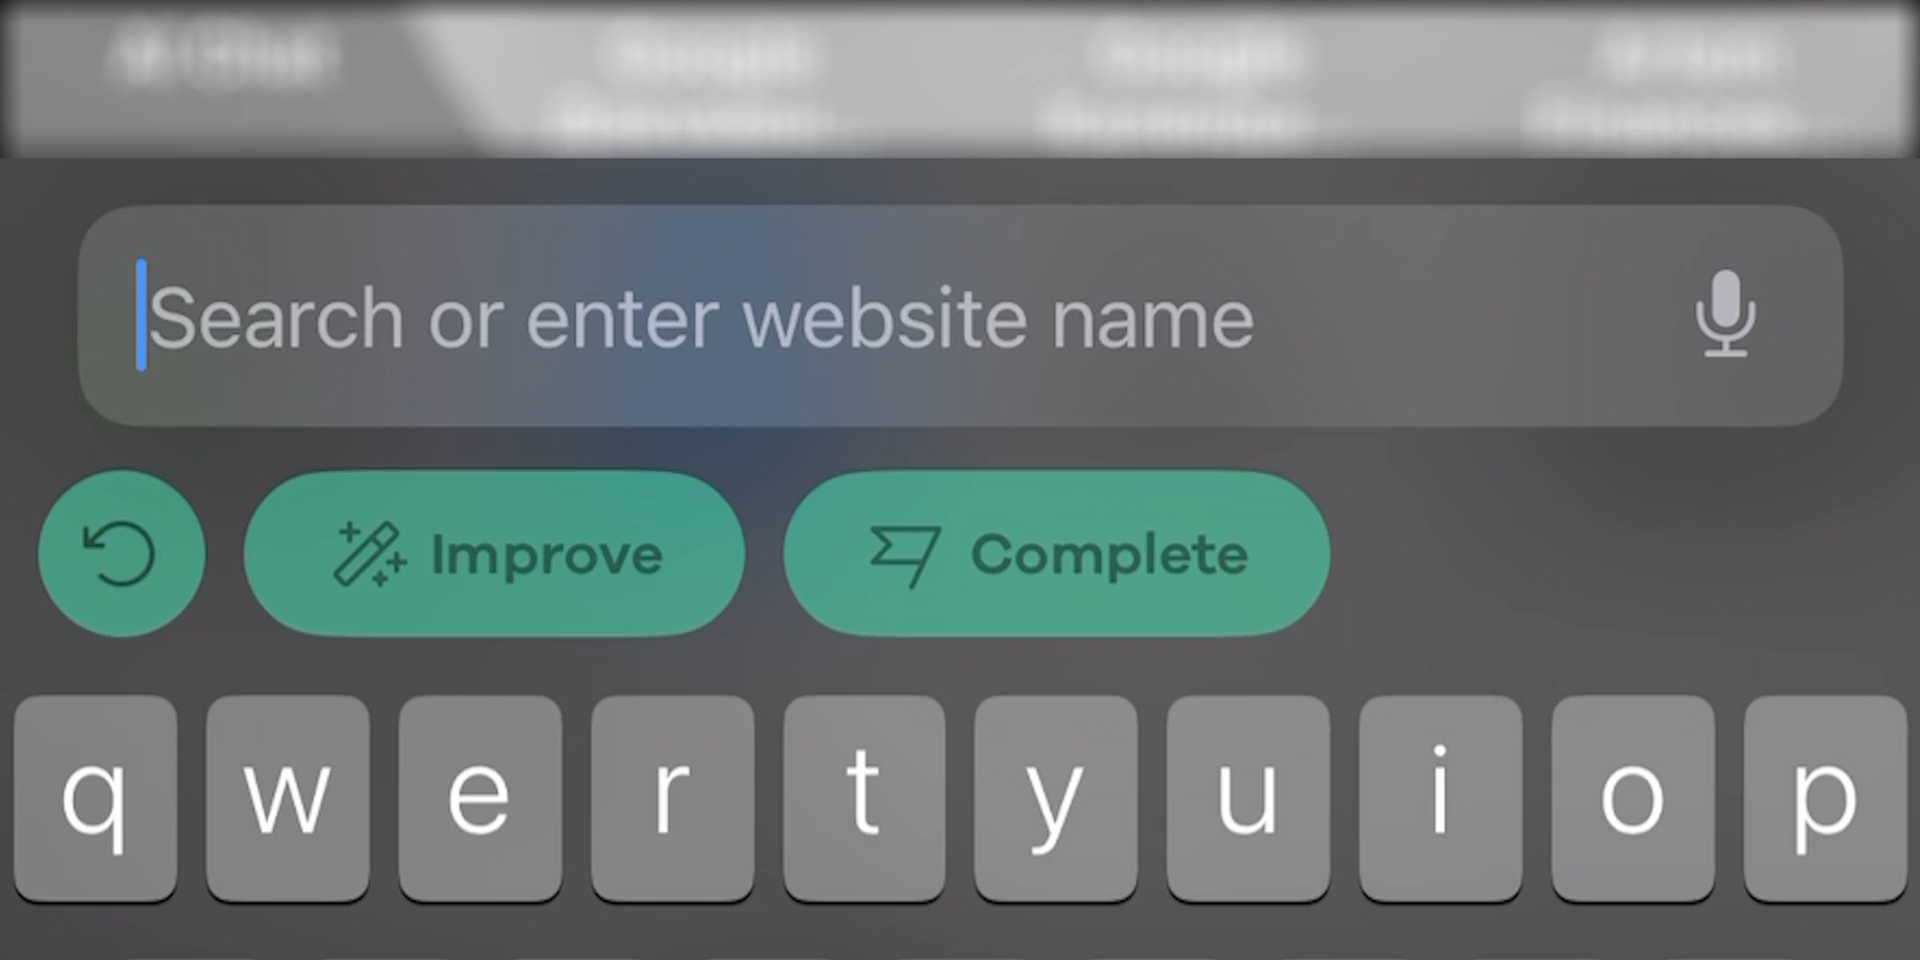 Search or enter website name
Improve
Complete
q w e r t y u i o p